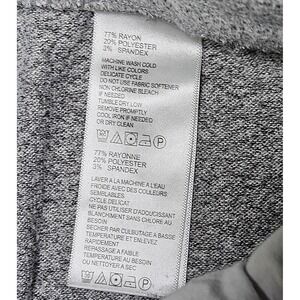 77% RAYON
20% POLYESTER
3% SPANDEX
MACHINE WASH COLD
WITH LIKE COLORS
DELICATE CYCLE
DO NOT USE FABRIC SOFTENER
NON CHLORINE BLEACH
IF NEEDED
TUMBLE DRY LOW
REMOVE PROMPTLY
COOL IRON IF NEEDED
OR DRY CLEAN
77% RAYONNE
20% POLYESTER
3% SPANDEX
LAVER A LA MACHINE A L'EAU
FROIDE AVEC DES COULEURS
SEMBLABLES
CYCLE DELICAT
NE PAS UTILISER D'ADOUCISSANT
BLANCHIMENT SANS CHLORE AU
BESOIN
SECHER PAR CULBUTAGE A BASSE
TEMPERATURE ET ENLEVEZ
RAPIDEMENT
REPASSAGE A FAIBLE
TEMPERATURE AU BESOIN
OU NETTOYER A SEC